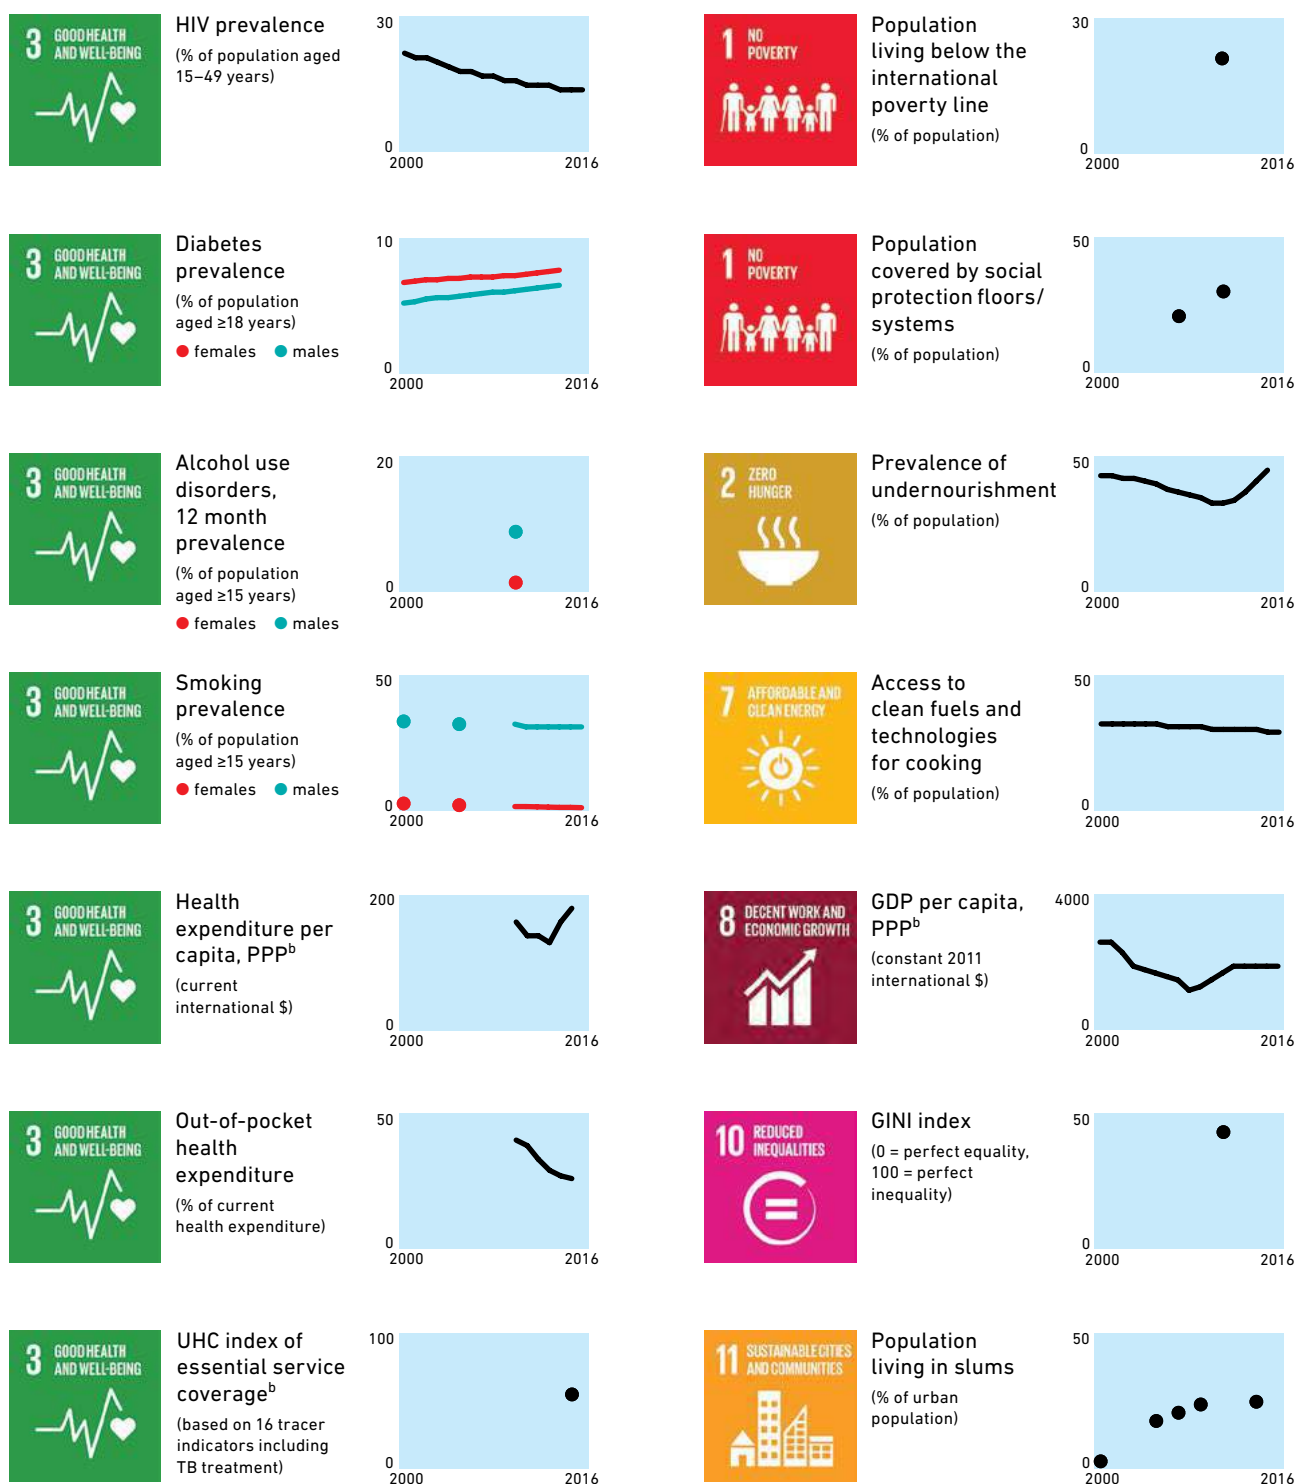 3 GOOD HEALTH
AND WELL-BEING
HIV prevalence
(% of population aged
15–49 years)
30
0
2000 2016
3 GOOD HEALTH
AND WELL-BEING
Diabetes
prevalence
(% of population
aged ≥18 years)
females males
10
0
2000 2016
3 GOOD HEALTH
AND WELL-BEING
Alcohol use
disorders,
12 month
prevalence
(% of population
aged ≥15 years)
females males
20
0
2000 2016
3 GOOD HEALTH
AND WELL-BEING
Smoking
prevalence
(% of population
aged ≥15 years)
females males
50
0
2000 2016
3 GOOD HEALTH
AND WELL-BEING
Health
expenditure per
capita, PPPᵇ
(current
international $)
200
0
2000 2016
3 GOOD HEALTH
AND WELL-BEING
Out-of-pocket
health
expenditure
(% of current
health expenditure)
50
0
2000 2016
3 GOOD HEALTH
AND WELL-BEING
UHC index of
essential service
coverageᵇ
(based on 16 tracer
indicators including
TB treatment)
100
0
2000 2016
1 NO
POVERTY
Population
living below the
international
poverty line
(% of population)
30
0
2000 2016
1 NO
POVERTY
Population
covered by social
protection floors/
systems
(% of population)
50
0
2000 2016
2 ZERO
HUNGER
Prevalence of
undernourishment
(% of population)
50
0
2000 2016
7 AFFORDABLE AND
CLEAN ENERGY
Access to
clean fuels and
technologies
for cooking
(% of population)
50
0
2000 2016
8 DECENT WORK AND
ECONOMIC GROWTH
GDP per capita,
PPPᵇ
(constant 2011
international $)
4000
0
2000 2016
10 REDUCED
INEQUALITIES
GINI index
(0 = perfect equality,
100 = perfect
inequality)
50
0
2000 2016
11 SUSTAINABLE CITIES
AND COMMUNITIES
Population
living in slums
(% of urban
population)
50
0
2000 2016